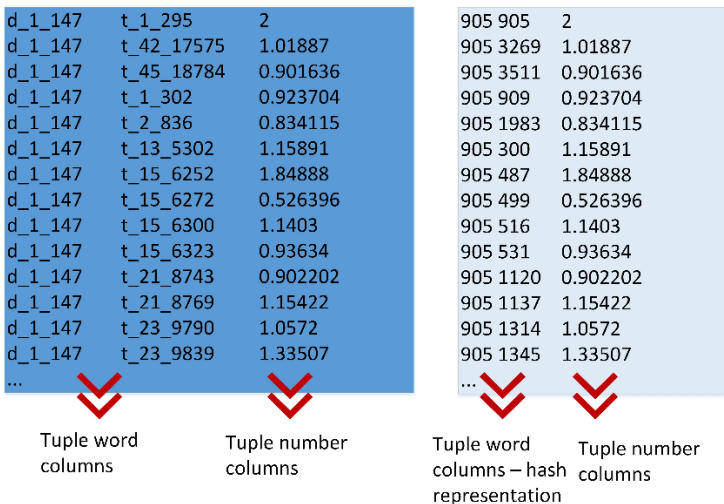 d_1_147 t_1_295 2
d_1_147 t_42_17575 1.01887
d_1_147 t_45_18784 0.901636
d_1_147 t_1_302 0.923704
d_1_147 t_2_836 0.834115
d_1_147 t_13_5302 1.15891
d_1_147 t_15_6252 1.84888
d_1_147 t_15_6272 0.526396
d_1_147 t_15_6300 1.1403
d_1_147 t_15_6323 0.93634
d_1_147 t_21_8743 0.902202
d_1_147 t_21_8769 1.15422
d_1_147 t_23_9790 1.0572
d_1_147 t_23_9839 1.33507
...
Tuple word
columns
Tuple number
columns
905 905 2
905 3269 1.01887
905 3511 0.901636
905 909 0.923704
905 1983 0.834115
905 300 1.15891
905 487 1.84888
905 499 0.526396
905 516 1.1403
905 531 0.93634
905 1120 0.902202
905 1137 1.15422
905 1314 1.0572
905 1345 1.33507
...
Tuple word
columns – hash
representation
Tuple number
columns